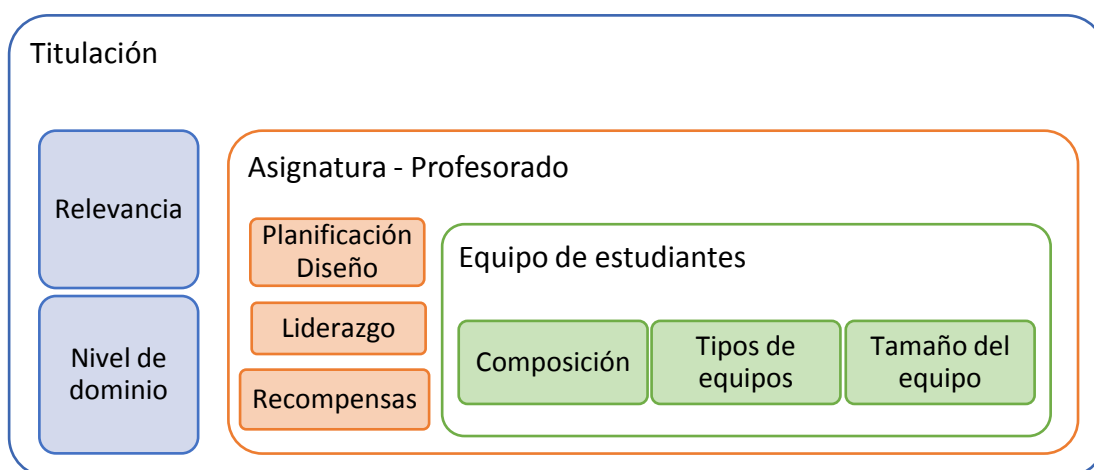 Titulación
Relevancia
Nivel de
dominio
Asignatura - Profesorado
Planificación
Diseño
Liderazgo
Recompensas
Equipo de estudiantes
Composición
Tipos de
equipos
Tamaño del
equipo